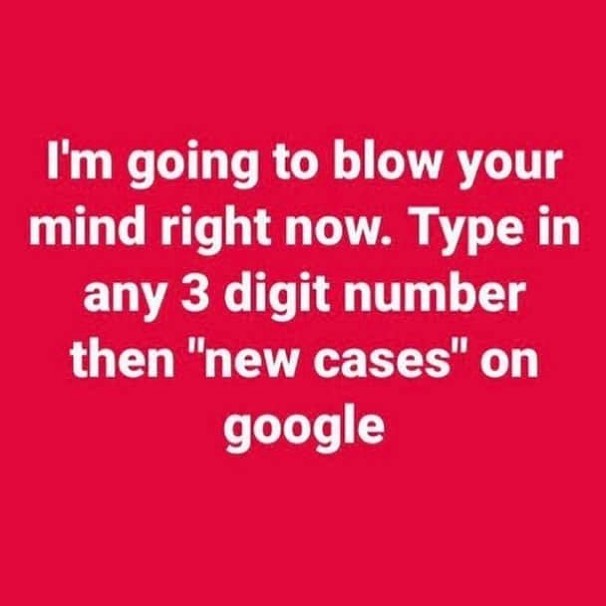 I'm going to blow your
mind right now. Type in
any 3 digit number
then "new cases" on
google